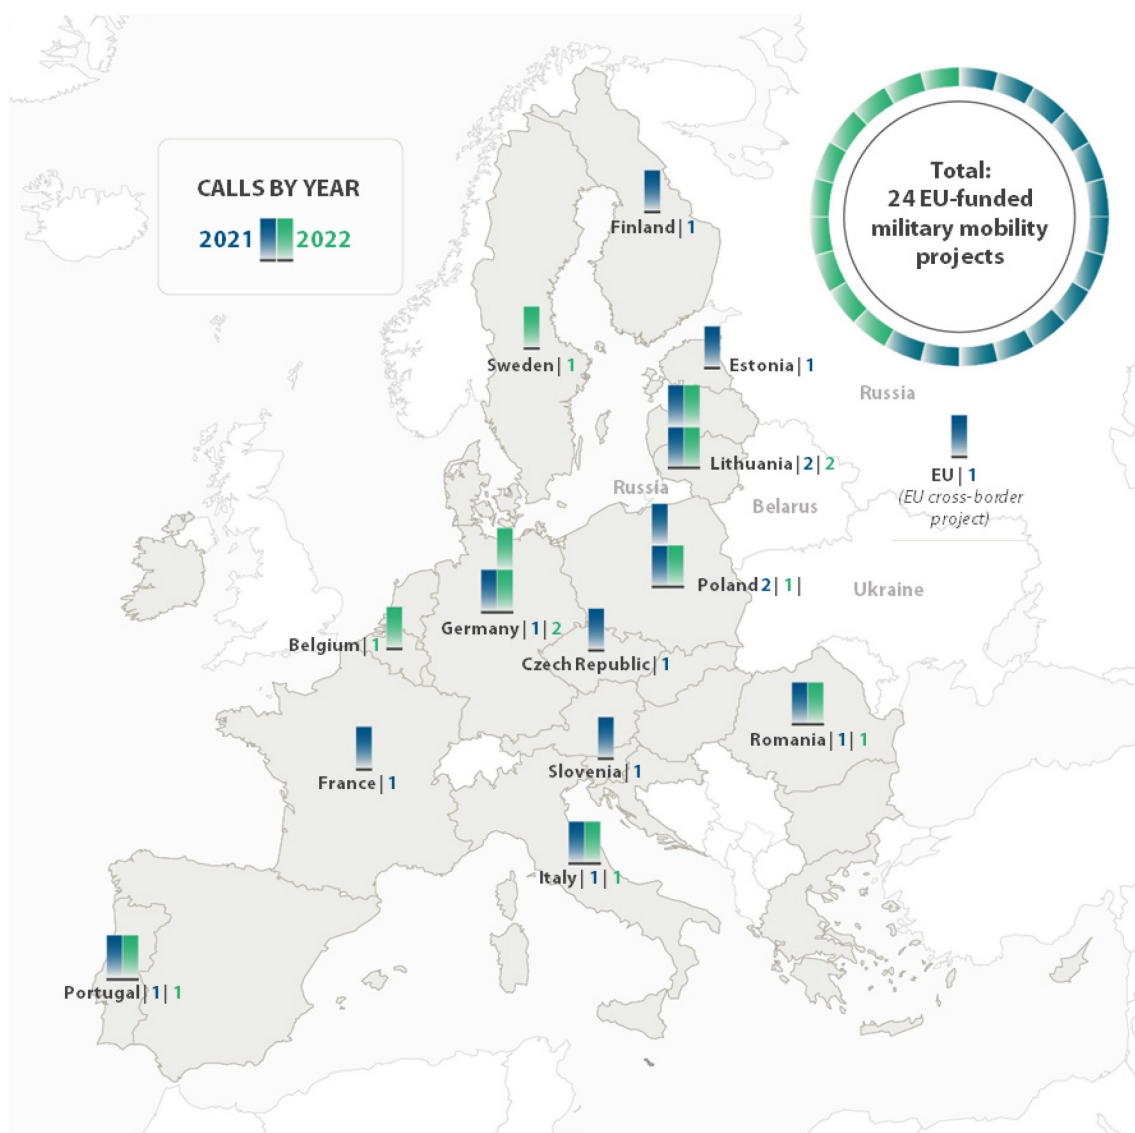 CALLS BY YEAR
2021 2022
Total:
24 EU-funded
military mobility
projects
Finland | 1
Sweden | 1
Estonia | 1
Russia
Lithuania | 2 | 2
EU | 1
(EU cross-border
project)
Russia
Belarus
Poland 2 | 1 |
Ukraine
Germany | 1 | 2
Belgium | 1
Czech Republic | 1
Romania | 1 | 1
Slovenia | 1
France | 1
Italy | 1 | 1
Portugal | 1 | 1